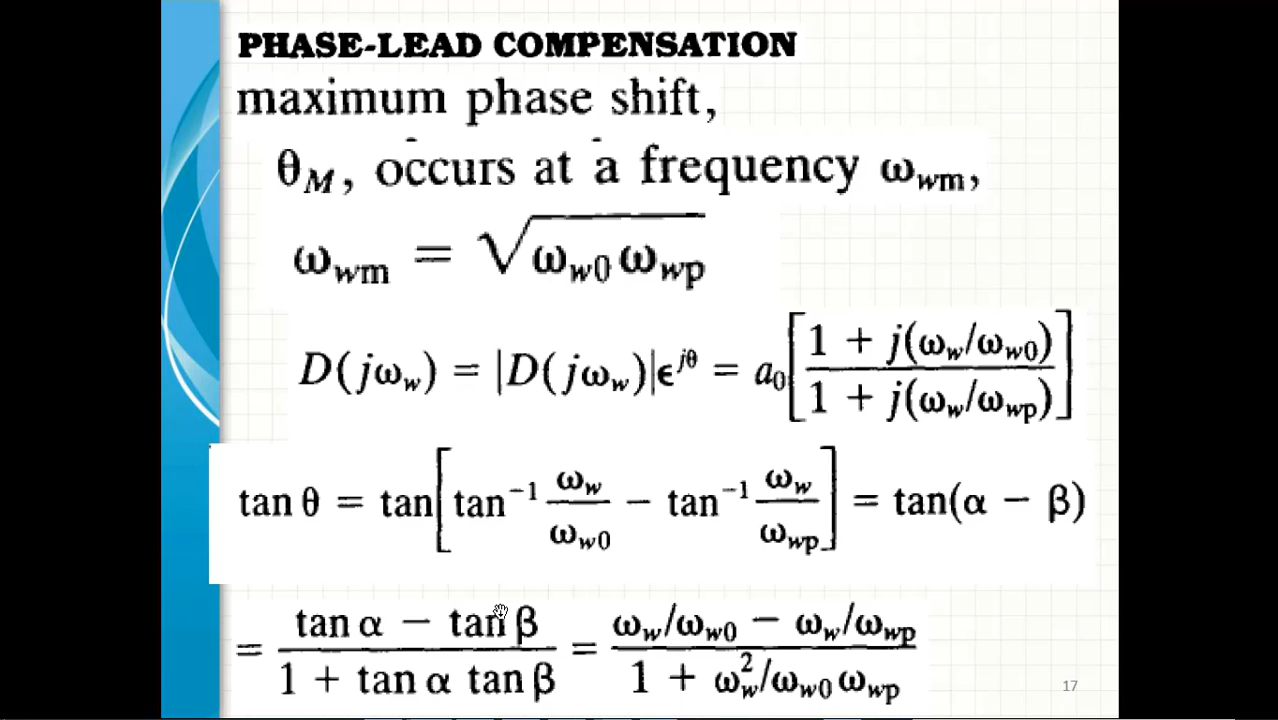 PHASE-LEAD COMPENSATION
maximum phase shift,
θ_M, occurs at a frequency ω_wm,
ω_wm = √(ω_w0 ω_wp)
D(jω_w) = |D(jω_w)|ϵ^jθ = a_0[(1 + j(ω_w/ω_w0))/(1 + j(ω_w/ω_wp))]
tan θ = tan[tan^−1 ω_w/ω_w0 − tan^−1 ω_w/ω_wp] = tan(α − β)
= (tan α − tan β)/(1 + tan α tan β) = (ω_w/ω_w0 − ω_w/ω_wp)/(1 + ω_w^2/ω_w0 ω_wp)
17